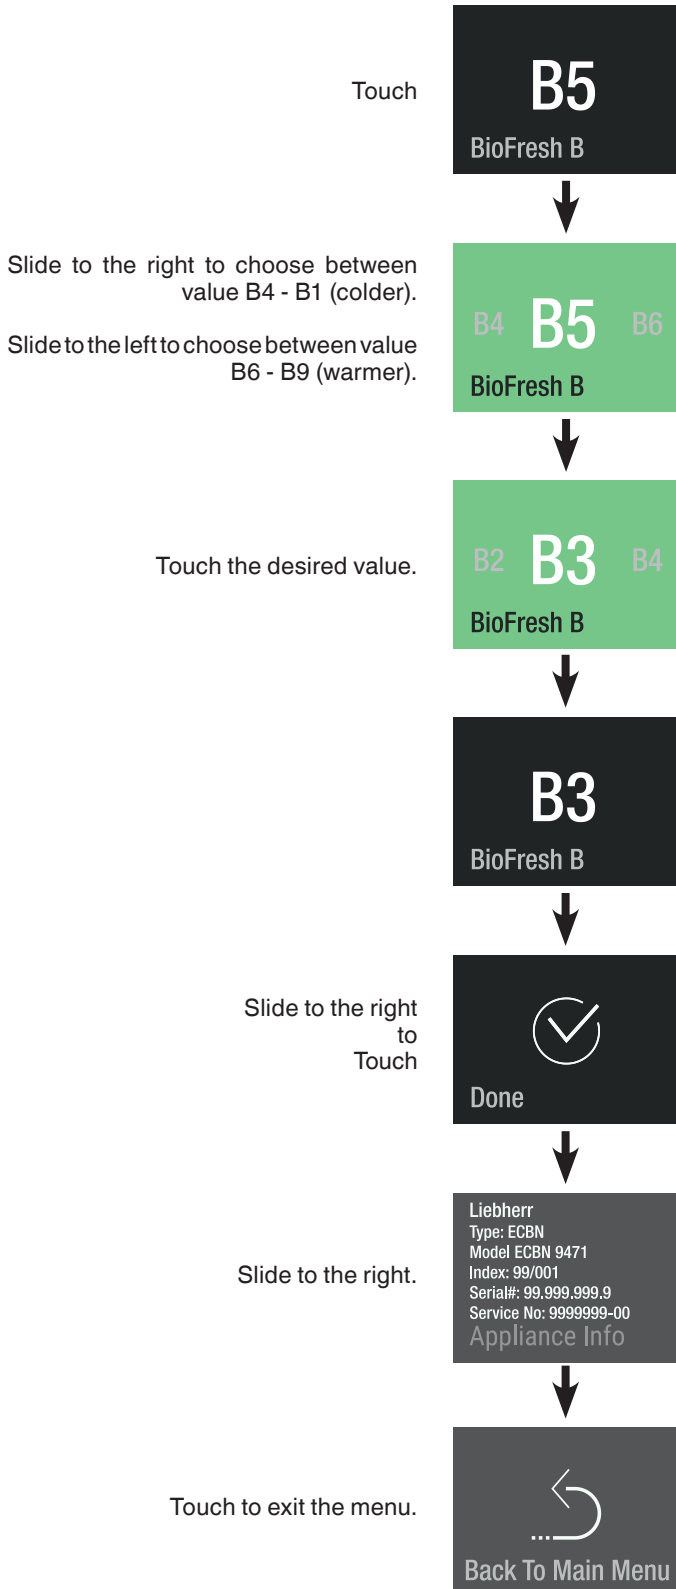 Touch
B5
BioFresh B
Slide to the right to choose between
value B4 - B1 (colder).
Slide to the left to choose between value
B6 - B9 (warmer).
B4 B5 B6
BioFresh B
Touch the desired value.
B2 B3 B4
BioFresh B
B3
BioFresh B
Slide to the right
to
Touch
Done
Slide to the right.
Liebherr
Type: ECBN
Model ECBN 9471
Index: 99/001
Serial#: 99.999.999.9
Service No: 9999999-00
Appliance Info
Touch to exit the menu.
Back To Main Menu